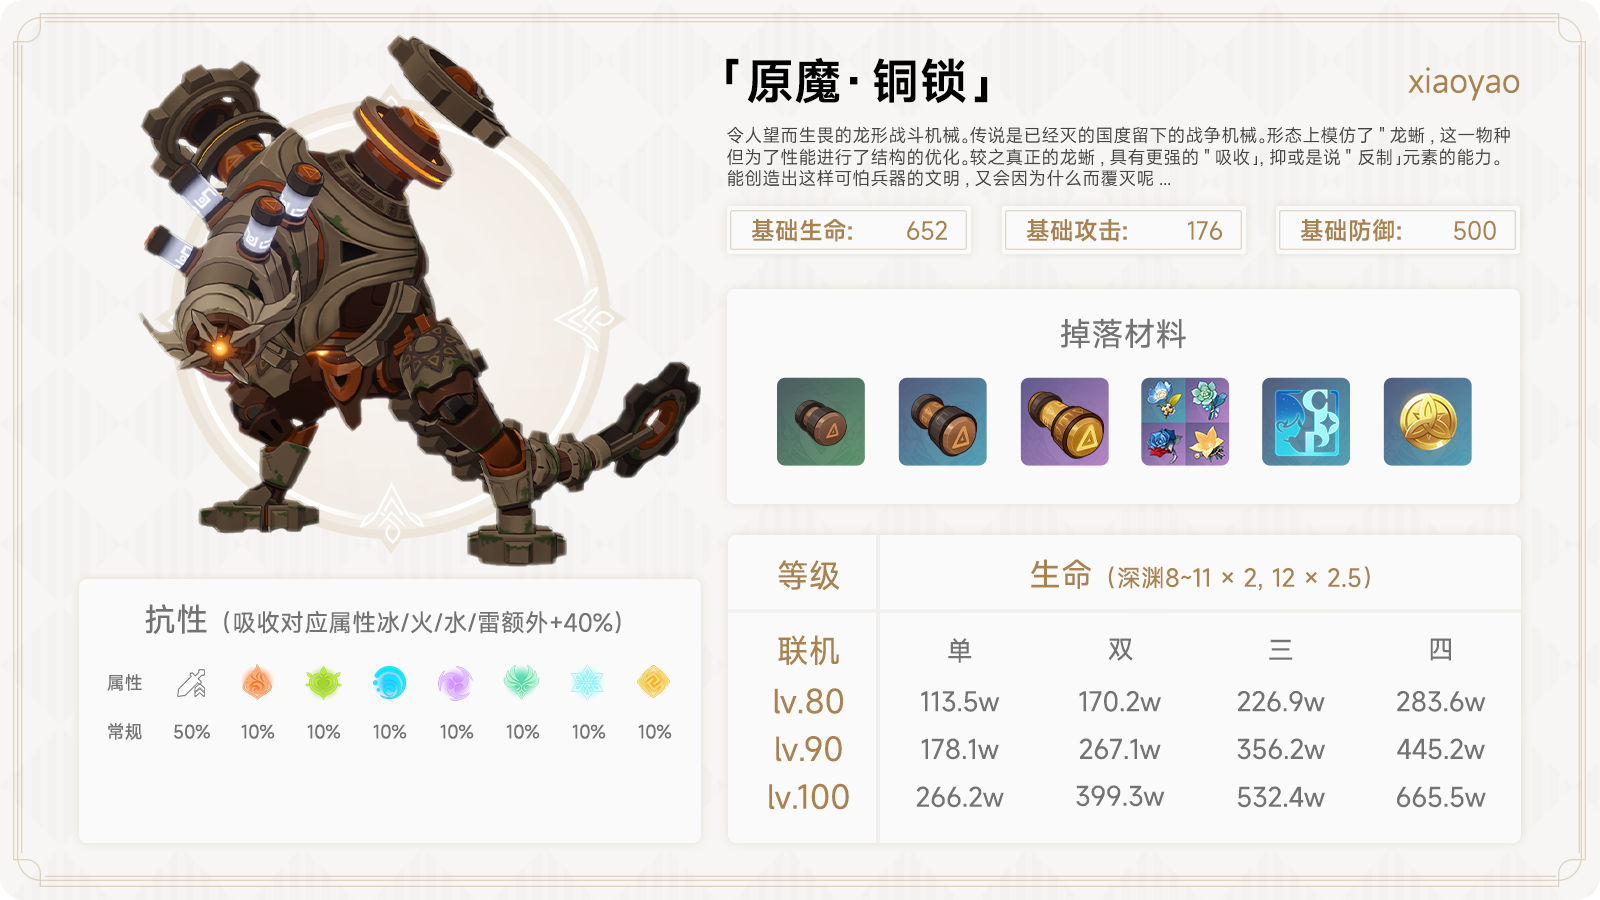 「原魔·铜锁」
xiaoyao
令人望而生畏的龙形战斗机械。传说是已经灭的国度留下的战争机械。形态上模仿了 " 龙蜥 , 这一物种
但为了性能进行了结构的优化。较之真正的龙蜥 , 具有更强的 " 吸收」, 抑或是说 " 反制」元素的能力。
能创造出这样可怕兵器的文明 , 又会因为什么而覆灭呢 ...
基础生命: 652
基础攻击: 176
基础防御: 500
掉落材料
抗性（吸收对应属性冰/火/水/雷额外+40%）
属性
常规 50% 10% 10% 10% 10% 10% 10% 10%
等级 生命（深渊8~11 × 2, 12 × 2.5）
联机 单 双 三 四
lv.80 113.5w 170.2w 226.9w 283.6w
lv.90 178.1w 267.1w 356.2w 445.2w
lv.100 266.2w 399.3w 532.4w 665.5w